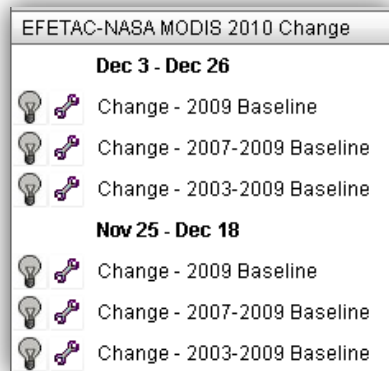 EFETAC-NASA MODIS 2010 Change
Dec 3 - Dec 26
Change - 2009 Baseline
Change - 2007-2009 Baseline
Change - 2003-2009 Baseline
Nov 25 - Dec 18
Change - 2009 Baseline
Change - 2007-2009 Baseline
Change - 2003-2009 Baseline